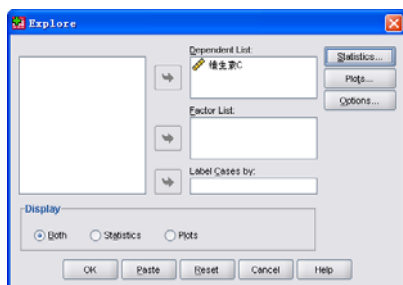 Explore
Dependent List:
维生素C
Statistics...
Plots...
Options...
Factor List:
Label Cases by:
Display
Both
Statistics
Plots
OK
Paste
Reset
Cancel
Help